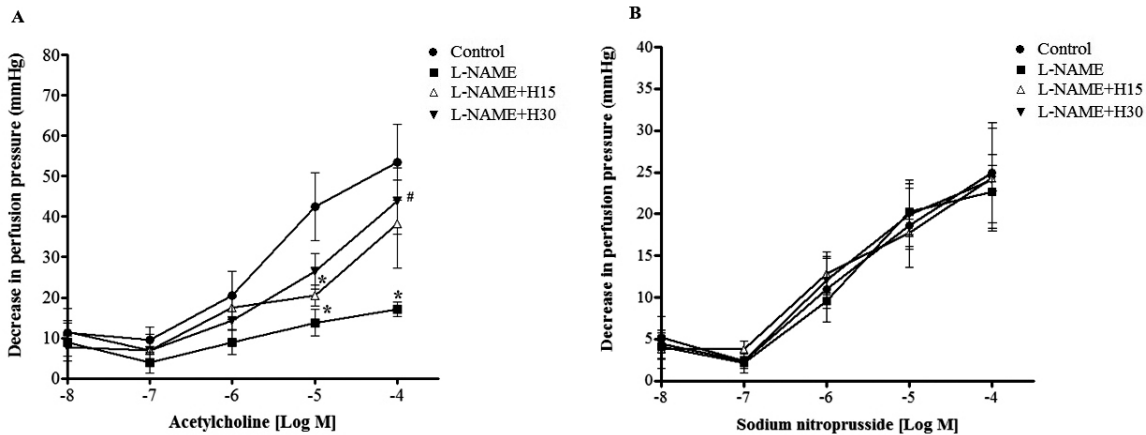 A
Decrease in perfusion pressure (mmHg)
80
70
60
50
40
30
20
10
0
-8
-7
-6
-5
-4
Acetylcholine [Log M]
Control
L-NAME
L-NAME+H15
L-NAME+H30
#
*
*
*
B
Decrease in perfusion pressure (mmHg)
40
35
30
25
20
15
10
5
0
-8
-7
-6
-5
-4
Sodium nitroprusside [Log M]
Control
L-NAME
L-NAME+H15
L-NAME+H30